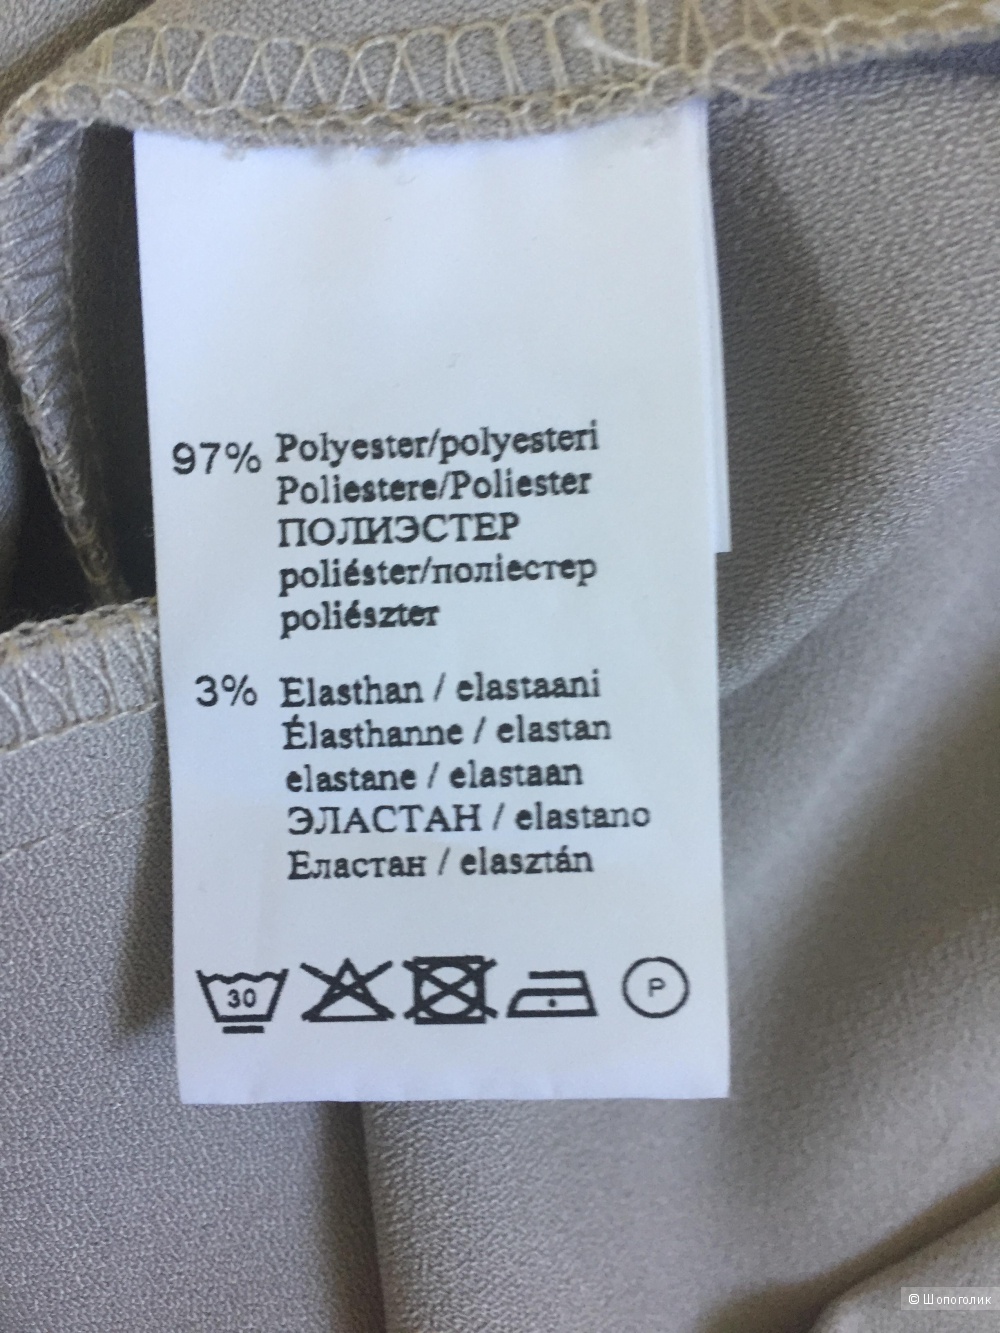 97% Polyester/polyesteri
Poliestere/Poliester
ПОЛИЭСТЕР
poliéster/поліестер
poliészter
3% Elasthan / elastaani
Élasthanne / elastan
elastane / elastaan
ЭЛАСТАН / elastano
Еластан / elasztán
30
P
© Шопоголик